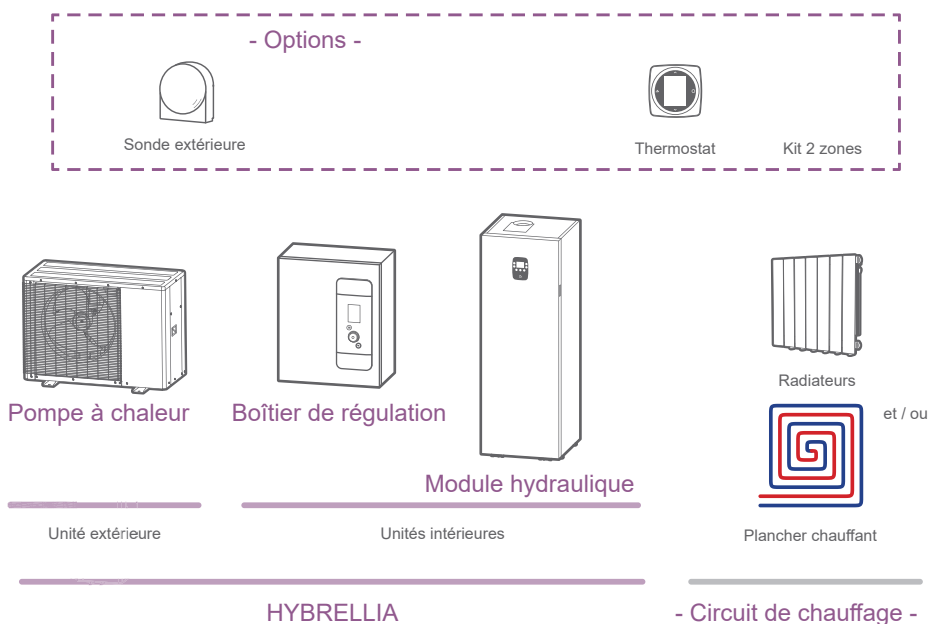 - Options -
Sonde extérieure
Thermostat
Kit 2 zones
Radiateurs
et / ou
Pompe à chaleur
Boîtier de régulation
Module hydraulique
Unité extérieure
Unités intérieures
Plancher chauffant
HYBRELLIA
- Circuit de chauffage -